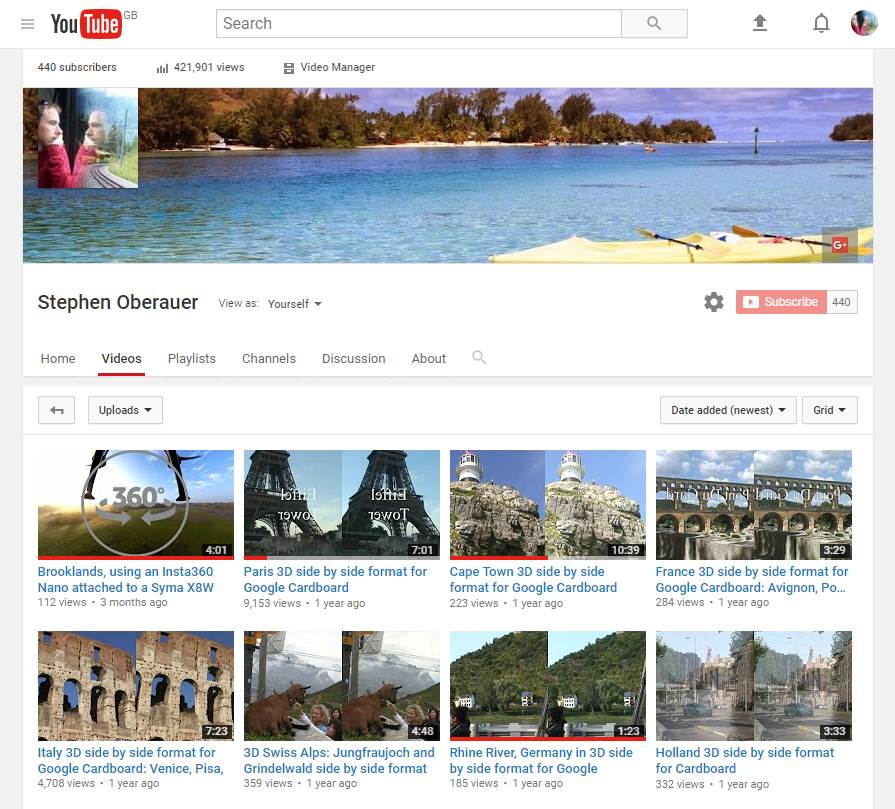 YouTube GB
Search
440 subscribers 421,901 views Video Manager
G+
Stephen Oberauer View as: Yourself
Subscribe 440
Home Videos Playlists Channels Discussion About
Uploads Date added (newest) Grid
360°
4:01
Eiffel Eiffel
Tower Tower
7:01
10:39
Pont Du Gard Pont Du Gard
3:29
Brooklands, using an Insta360
Nano attached to a Syma X8W
112 views • 3 months ago
Paris 3D side by side format for
Google Cardboard
9,153 views • 1 year ago
Cape Town 3D side by side
format for Google Cardboard
223 views • 1 year ago
France 3D side by side format for
Google Cardboard: Avignon, Po...
284 views • 1 year ago
7:23
4:48
1:23
3:33
Italy 3D side by side format for
Google Cardboard: Venice, Pisa,
4,708 views • 1 year ago
3D Swiss Alps: Jungfraujoch and
Grindelwald side by side format
359 views • 1 year ago
Rhine River, Germany in 3D side
by side format for Google
185 views • 1 year ago
Holland 3D side by side format
for Cardboard
332 views • 1 year ago